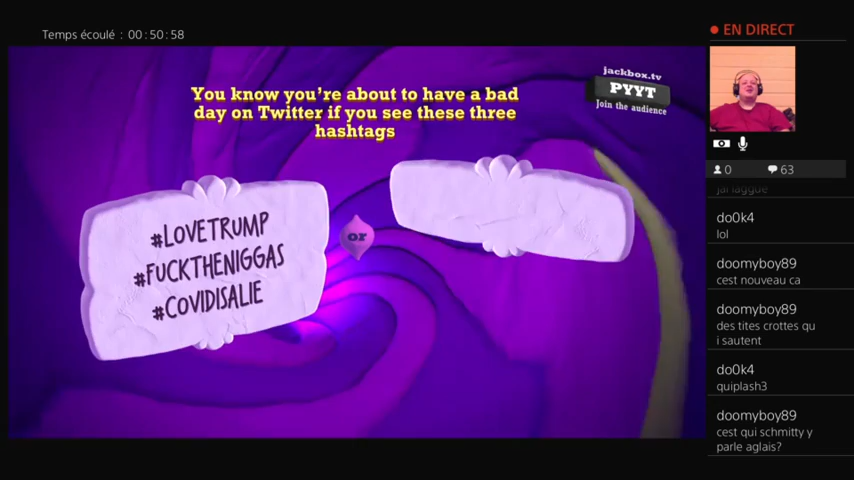 Temps écoulé : 00:50:58
EN DIRECT
jackbox.tv
PYYT
Join the audience
You know you're about to have a bad
day on Twitter if you see these three
hashtags
#LOVETRUMP
#FUCKTHENIGGAS
#COVIDISALIE
or
0
63
jai laggue
do0k4
lol
doomyboy89
cest nouveau ca
doomyboy89
des tites crottes qu
i sautent
do0k4
quiplash3
doomyboy89
cest qui schmitty y
parle aglais?